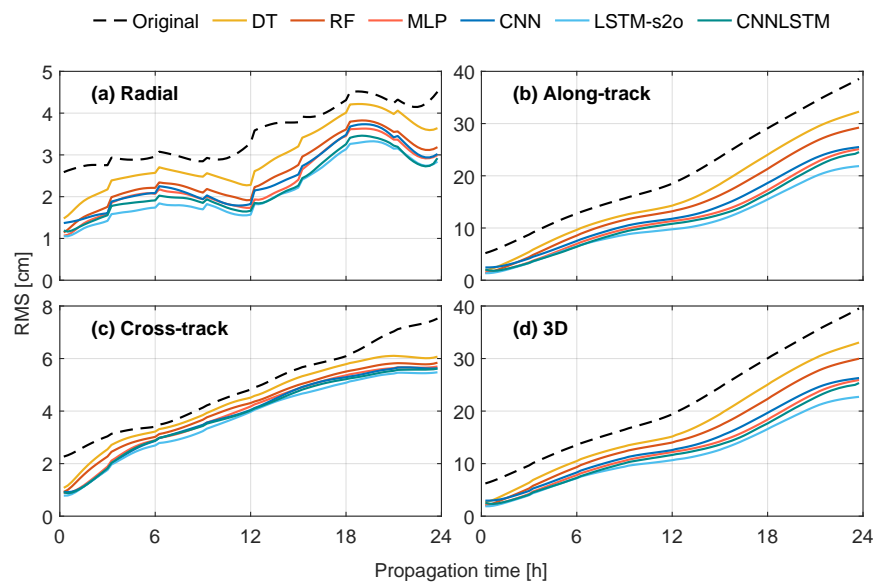 Original DT RF MLP CNN LSTM-s2o CNNLSTM
(a) Radial
5
4
3
2
1
0
(b) Along-track
40
30
20
10
0
RMS [cm]
(c) Cross-track
8
6
4
2
0
0 6 12 18 24
(d) 3D
40
30
20
10
0
0 6 12 18 24
Propagation time [h]